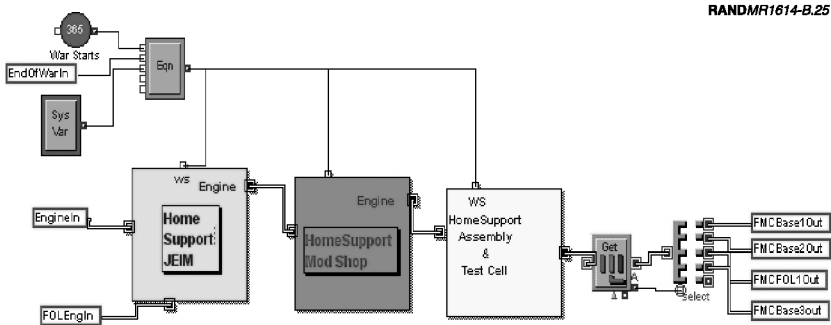 RANDMR1614-B.25
365
War Starts
EndOfWarIn
Eqn
Sys
Var
WS
Engine
Home
Support
JEIM
EngineIn
FOLEngIn
Engine
HomeSupport
Mod Shop
WS
HomeSupport
Assembly
&
Test Cell
Get
A
Δ
select
FMCBase1Out
FMCBase2Out
FMCFOL1Out
FMCBase3out